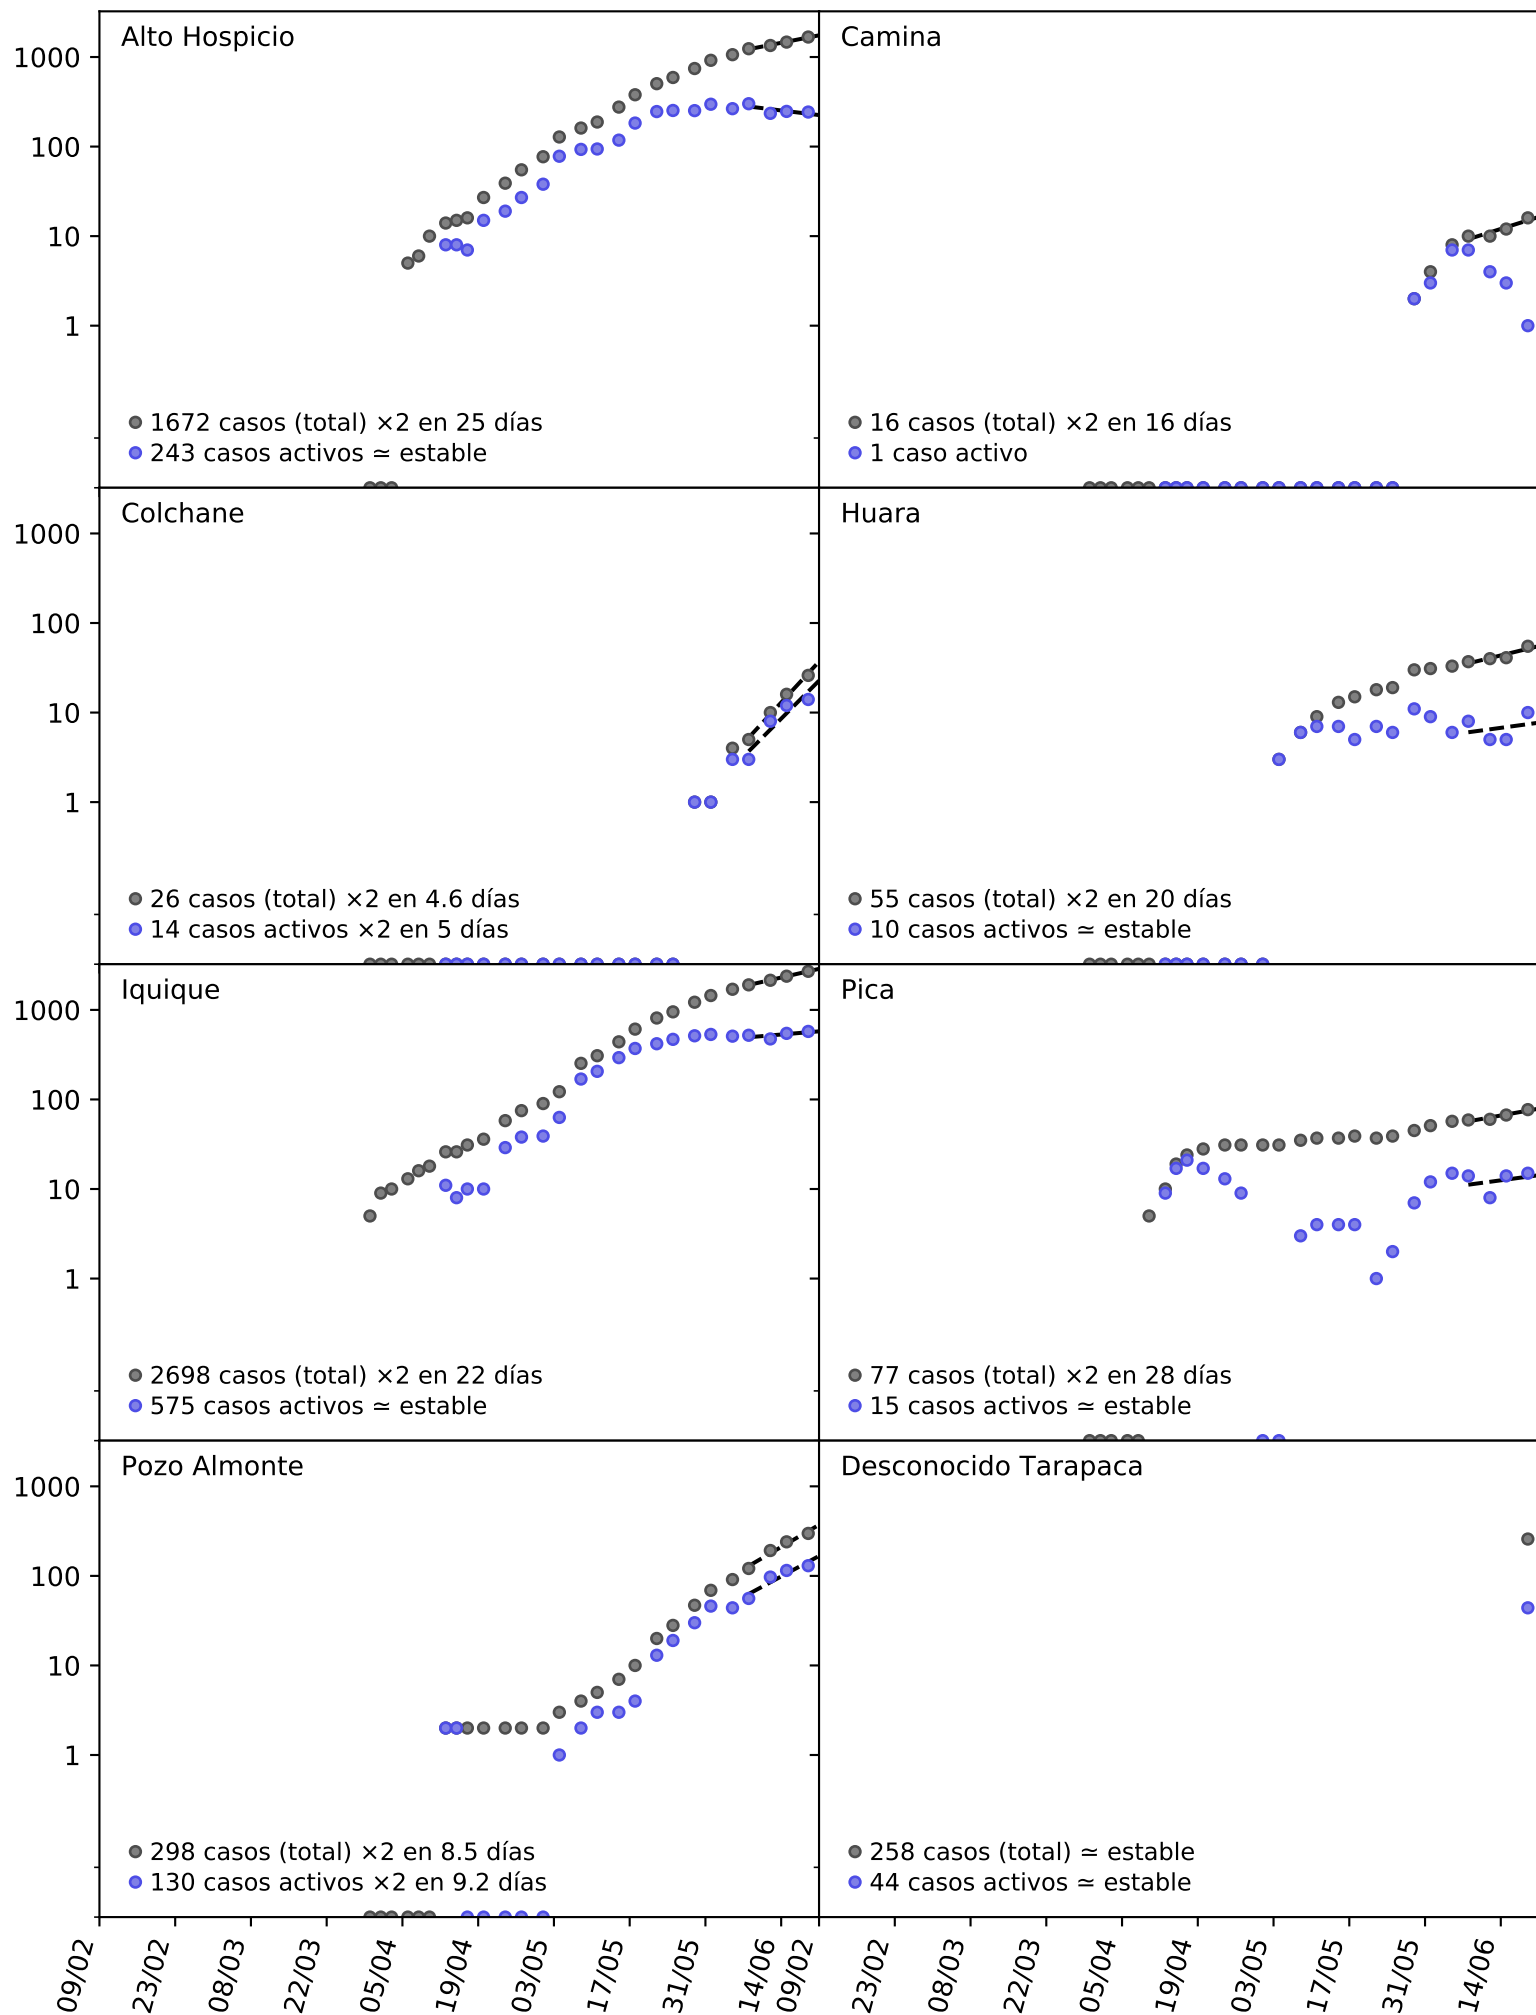 Alto Hospicio
Camina
1000
100
10
1
1672 casos (total) ×2 en 25 días
243 casos activos ≃ estable
16 casos (total) ×2 en 16 días
1 caso activo
Colchane
Huara
1000
100
10
1
26 casos (total) ×2 en 4.6 días
14 casos activos ×2 en 5 días
55 casos (total) ×2 en 20 días
10 casos activos ≃ estable
Iquique
Pica
1000
100
10
1
2698 casos (total) ×2 en 22 días
575 casos activos ≃ estable
77 casos (total) ×2 en 28 días
15 casos activos ≃ estable
Pozo Almonte
Desconocido Tarapaca
1000
100
10
1
298 casos (total) ×2 en 8.5 días
130 casos activos ×2 en 9.2 días
258 casos (total) ≃ estable
44 casos activos ≃ estable
09/02 23/02 08/03 22/03 05/04 19/04 03/05 17/05 31/05 14/06
09/02 23/02 08/03 22/03 05/04 19/04 03/05 17/05 31/05 14/06